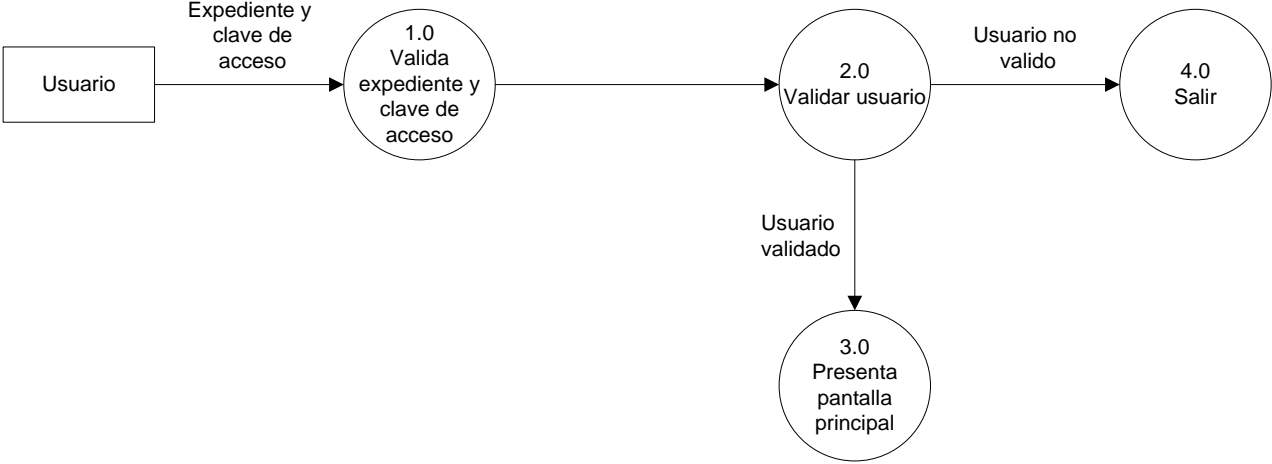 Usuario
Expediente y
clave de
acceso
1.0
Valida
expediente y
clave de
acceso
2.0
Validar usuario
Usuario no
valido
4.0
Salir
Usuario
validado
3.0
Presenta
pantalla
principal